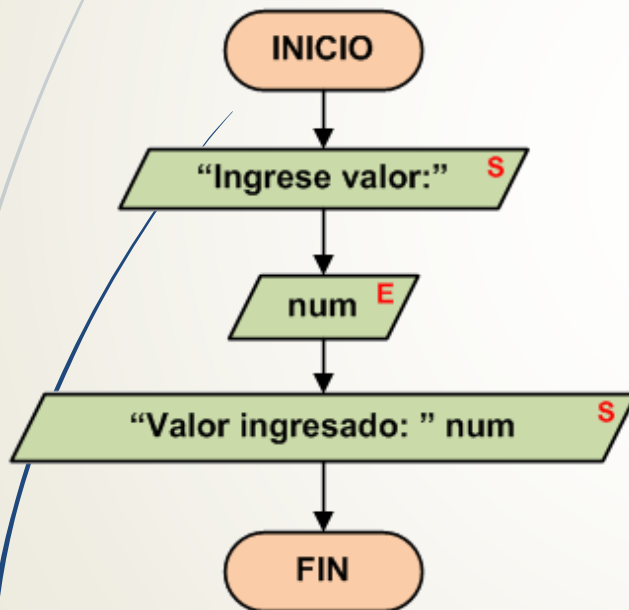 INICIO
“Ingrese valor:” S
num E
“Valor ingresado: ” num S
FIN